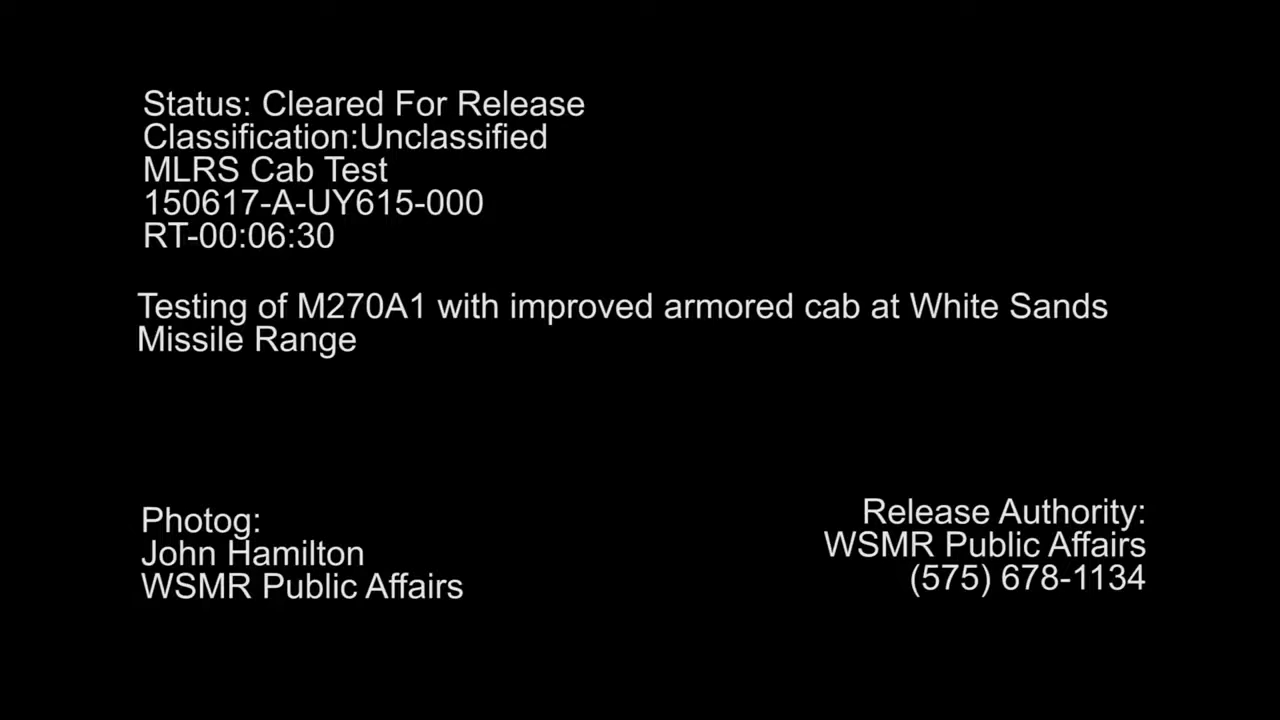 Status: Cleared For Release
Classification:Unclassified
MLRS Cab Test
150617-A-UY615-000
RT-00:06:30
Testing of M270A1 with improved armored cab at White Sands
Missile Range
Photog:
John Hamilton
WSMR Public Affairs
Release Authority:
WSMR Public Affairs
(575) 678-1134